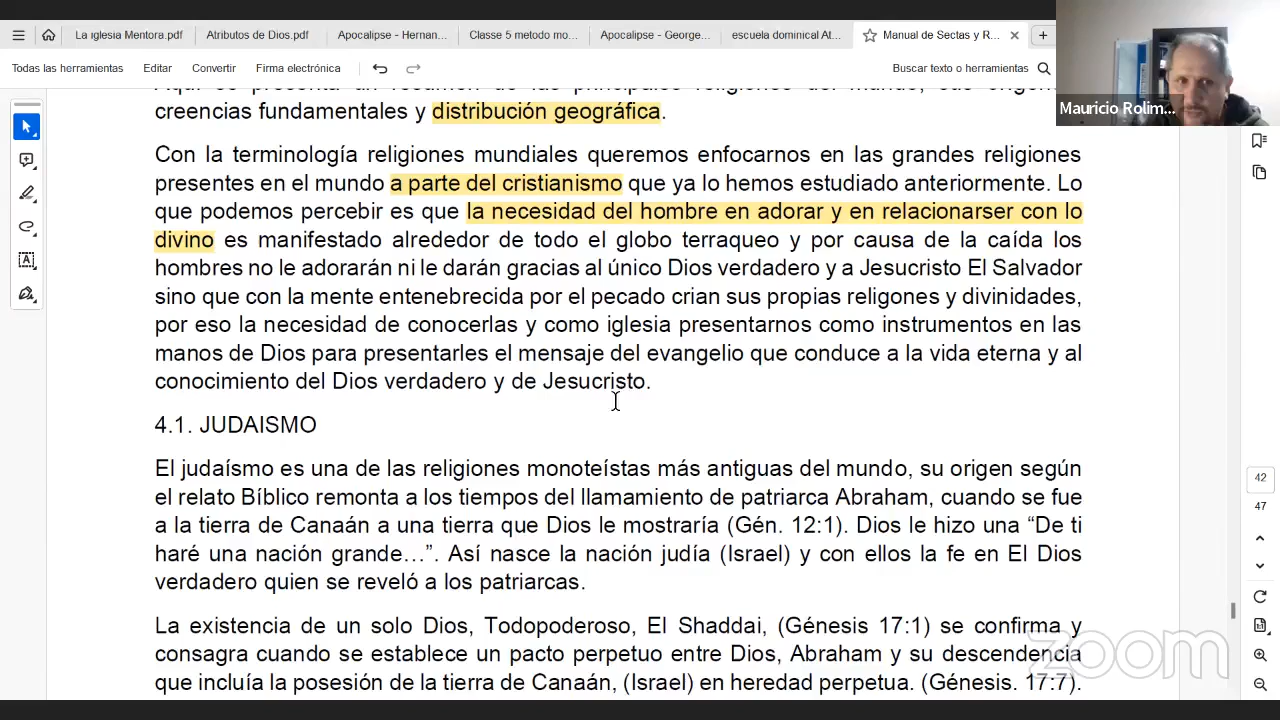 La iglesia Mentora.pdf
Atributos de Dios.pdf
Apocalipse - Hernan...
Classe 5 metodo mo...
Apocalipse - George...
escuela dominical At...
Manual de Sectas y R...
Todas las herramientas
Editar
Convertir
Firma electrónica
Buscar texto o herramientas
Mauricio Rolim...
Aquí se presenta un resumen de las principales religiones del mundo, sus
creencias fundamentales y distribución geográfica.
Con la terminología religiones mundiales queremos enfocarnos en las grandes religiones
presentes en el mundo a parte del cristianismo que ya lo hemos estudiado anteriormente. Lo
que podemos percebir es que la necesidad del hombre en adorar y en relacionarser con lo
divino es manifestado alrededor de todo el globo terraqueo y por causa de la caída los
hombres no le adorarán ni le darán gracias al único Dios verdadero y a Jesucristo El Salvador
sino que con la mente entenebrecida por el pecado crian sus propias religones y divinidades,
por eso la necesidad de conocerlas y como iglesia presentarnos como instrumentos en las
manos de Dios para presentarles el mensaje del evangelio que conduce a la vida eterna y al
conocimiento del Dios verdadero y de Jesucristo.
4.1. JUDAISMO
El judaísmo es una de las religiones monoteístas más antiguas del mundo, su origen según
el relato Bíblico remonta a los tiempos del llamamiento de patriarca Abraham, cuando se fue
a la tierra de Canaán a una tierra que Dios le mostraría (Gén. 12:1). Dios le hizo una “De ti
haré una nación grande…”. Así nasce la nación judía (Israel) y con ellos la fe en El Dios
verdadero quien se reveló a los patriarcas.
La existencia de un solo Dios, Todopoderoso, El Shaddai, (Génesis 17:1) se confirma y
consagra cuando se establece un pacto perpetuo entre Dios, Abraham y su descendencia
que incluía la posesión de la tierra de Canaán, (Israel) en heredad perpetua. (Génesis. 17:7).
42
47
zoom